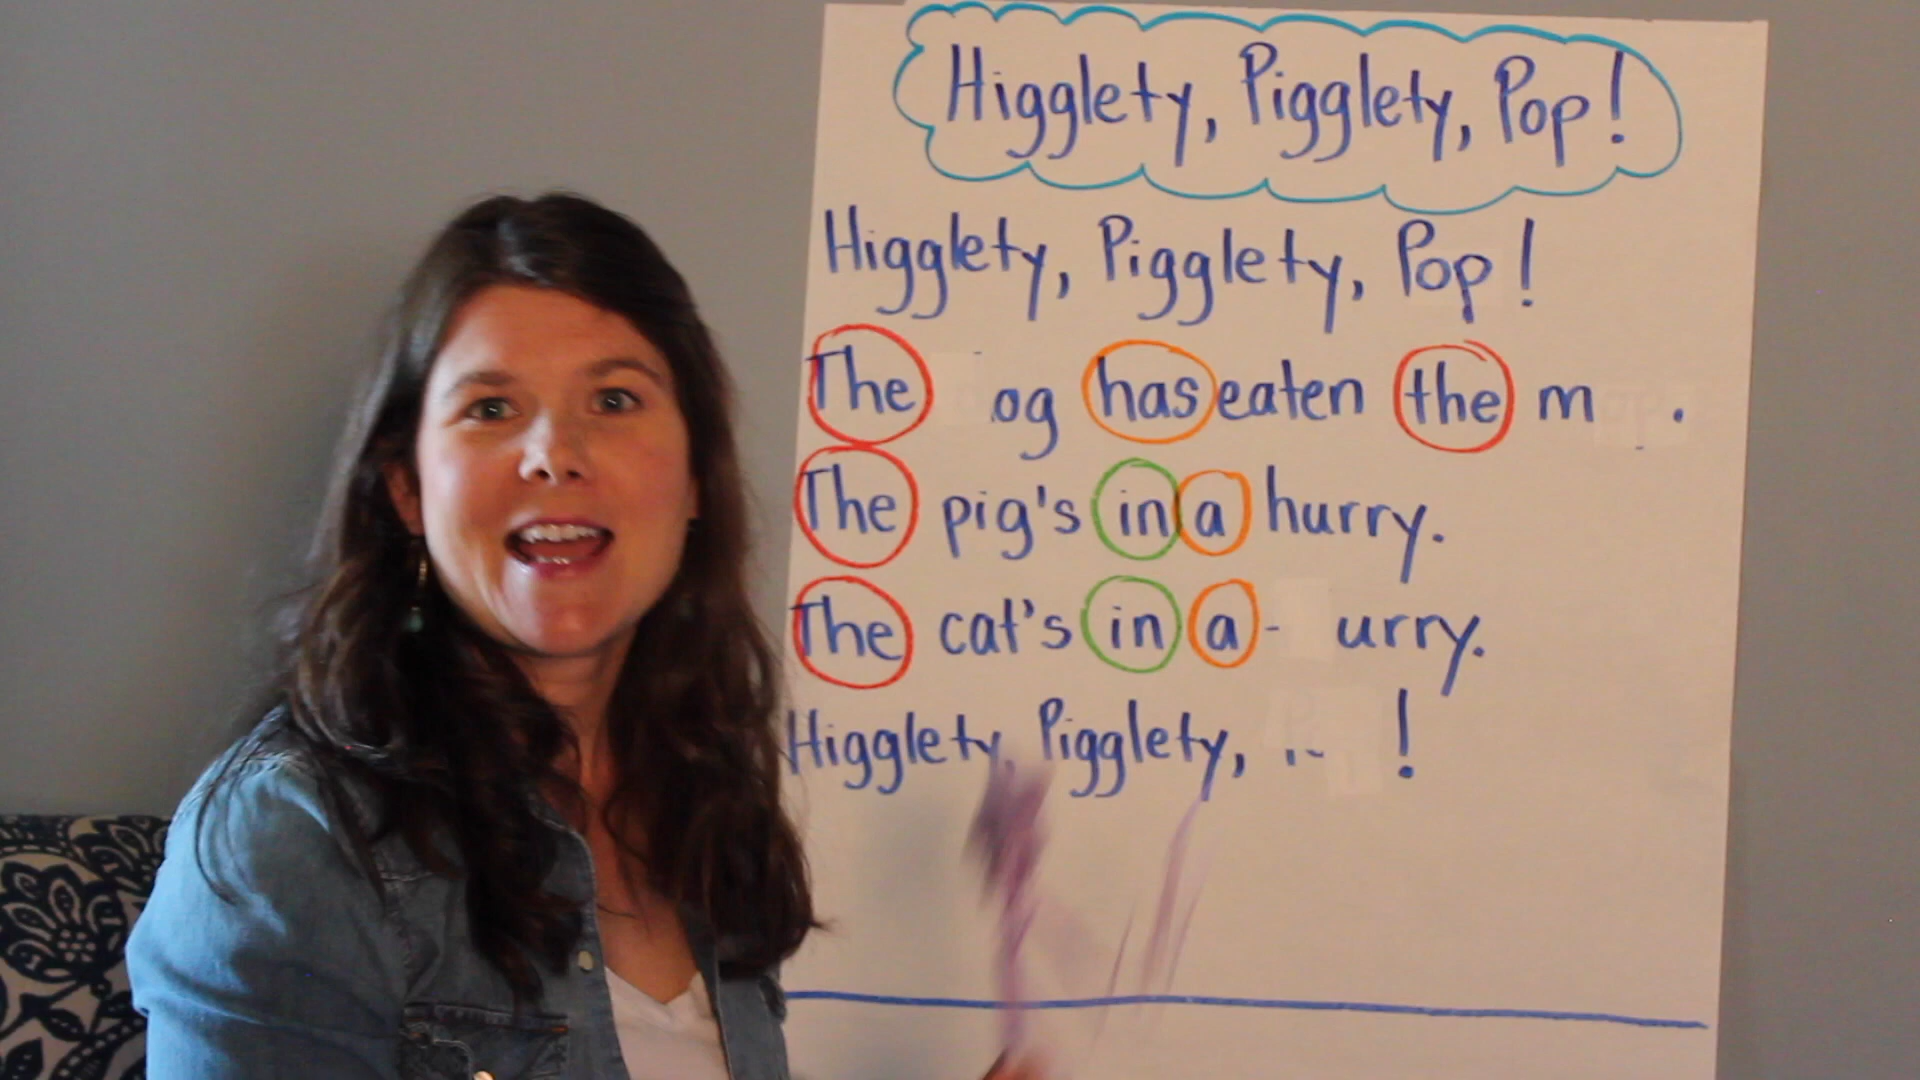 Higglety, Pigglety, Pop!
Higglety, Pigglety, Pop!
The og has eaten the m .
The pig's in a hurry.
The cat's in a- urry.
Higglety, Pigglety, !